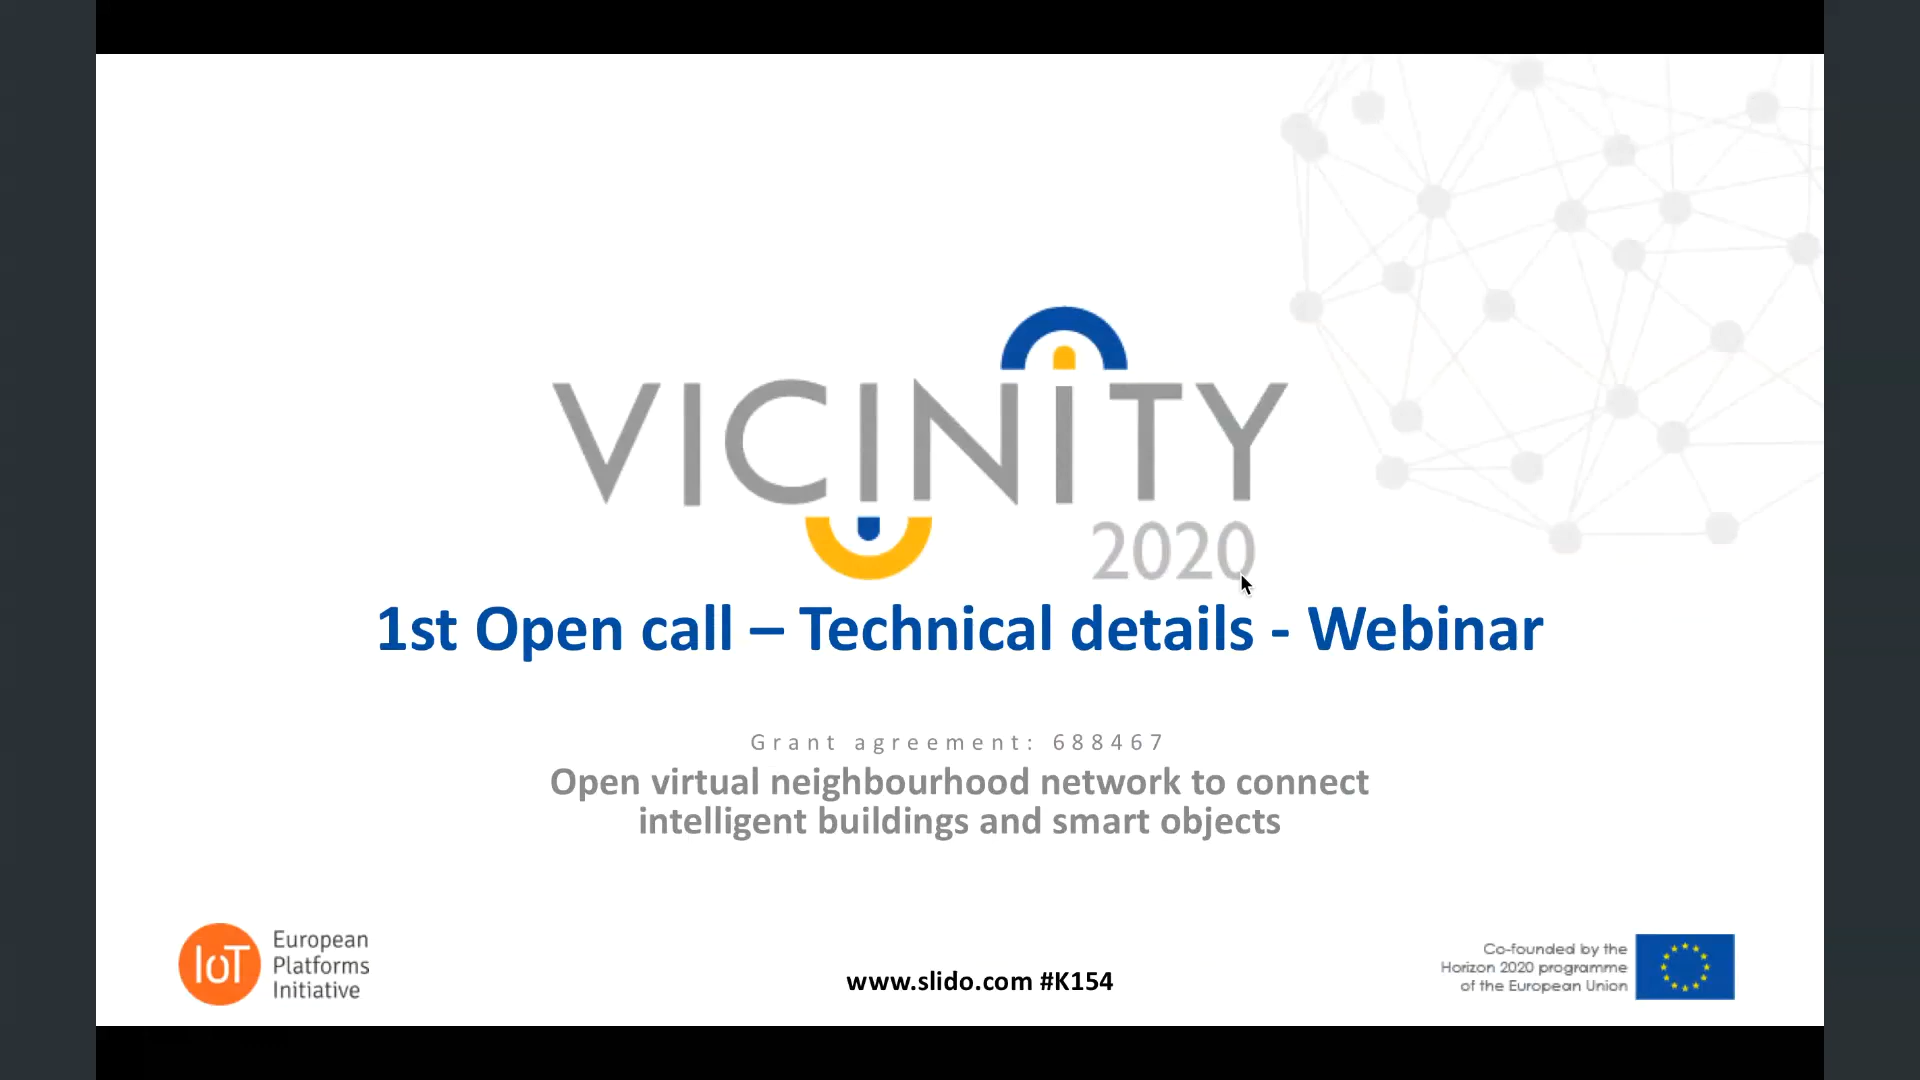 VICINITY
2020
1st Open call – Technical details - Webinar
Grant agreement: 688467
Open virtual neighbourhood network to connect
intelligent buildings and smart objects
IoT
European
Platforms
Initiative
www.slido.com #K154
Co-founded by the
Horizon 2020 programme
of the European Union